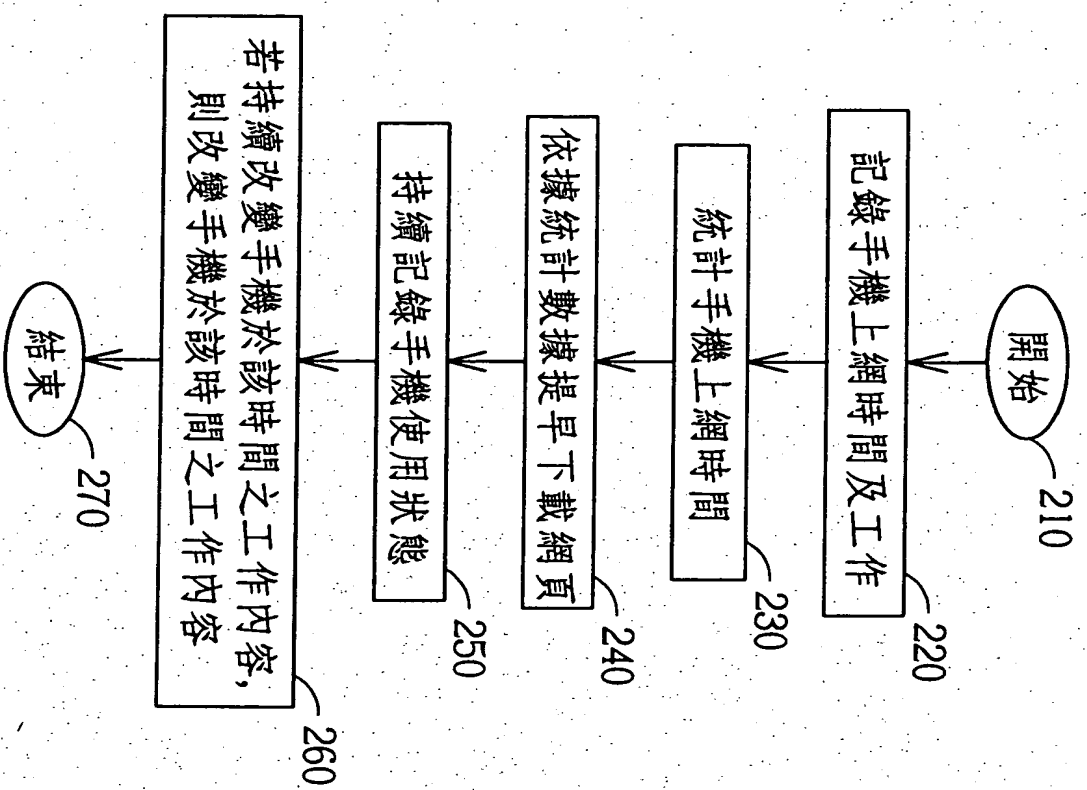 開始
210
記錄手機上網時間及工作
220
統計手機上網時間
230
依據統計數據提早下載網頁
240
持續記錄手機使用狀態
250
若持續改變手機於該時間之工作內容,
則改變手機於該時間之工作內容
260
結束
270